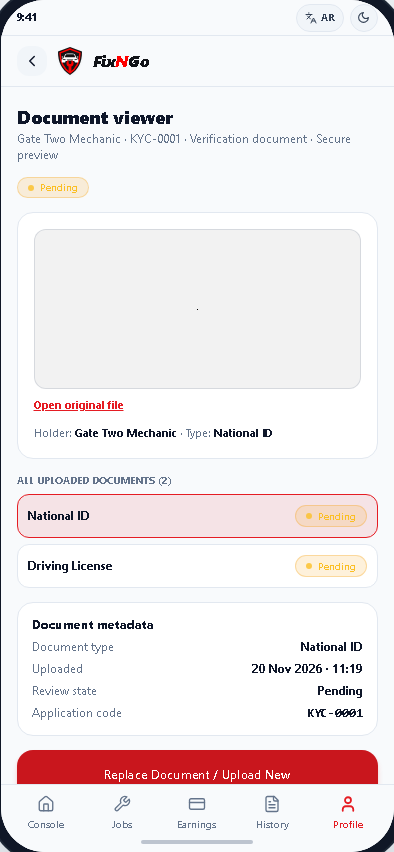 9:41
AR
FixNGo
Document viewer
Gate Two Mechanic · KYC-0001 · Verification document · Secure
preview
Pending
Open original file
Holder: Gate Two Mechanic · Type: National ID
ALL UPLOADED DOCUMENTS (2)
National ID
Pending
Driving License
Pending
Document metadata
Document type National ID
Uploaded 20 Nov 2026 · 11:19
Review state Pending
Application code KYC-0001
Replace Document / Upload New
Console Jobs Earnings History Profile